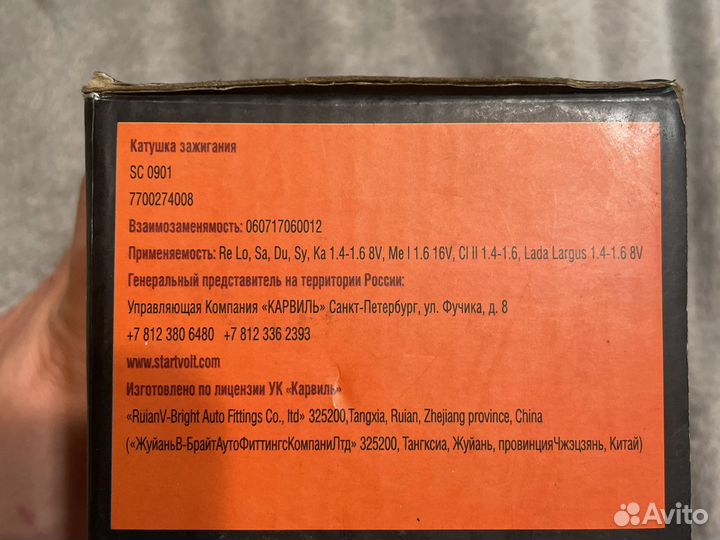 Катушка зажигания
SC 0901
7700274008
Взаимозаменямость: 060717060012
Применяемость: Re Lo, Sa, Du, Sy, Ka 1.4-1.6 8V, Me I 1.6 16V, Cl II 1.4-1.6, Lada Largus 1.4-1.6 8V
Генеральный представитель на территории России:
Управляющая Компания «КАРВИЛЬ» Санкт-Петербург, ул. Фучика, д. 8
+7 812 380 6480 +7 812 336 2393
www.startvolt.com
Изготовлено по лицензии УК «Карвиль»
«RuianV-Bright Auto Fittings Co., ltd» 325200,Tangxia, Ruian, Zhejiang province, China
(«ЖуйаньВ-БрайтАутоФиттингсКомпаниЛтд» 325200, Тангксиа, Жуйань, провинцияЧжэцзянь, Китай)
Avito